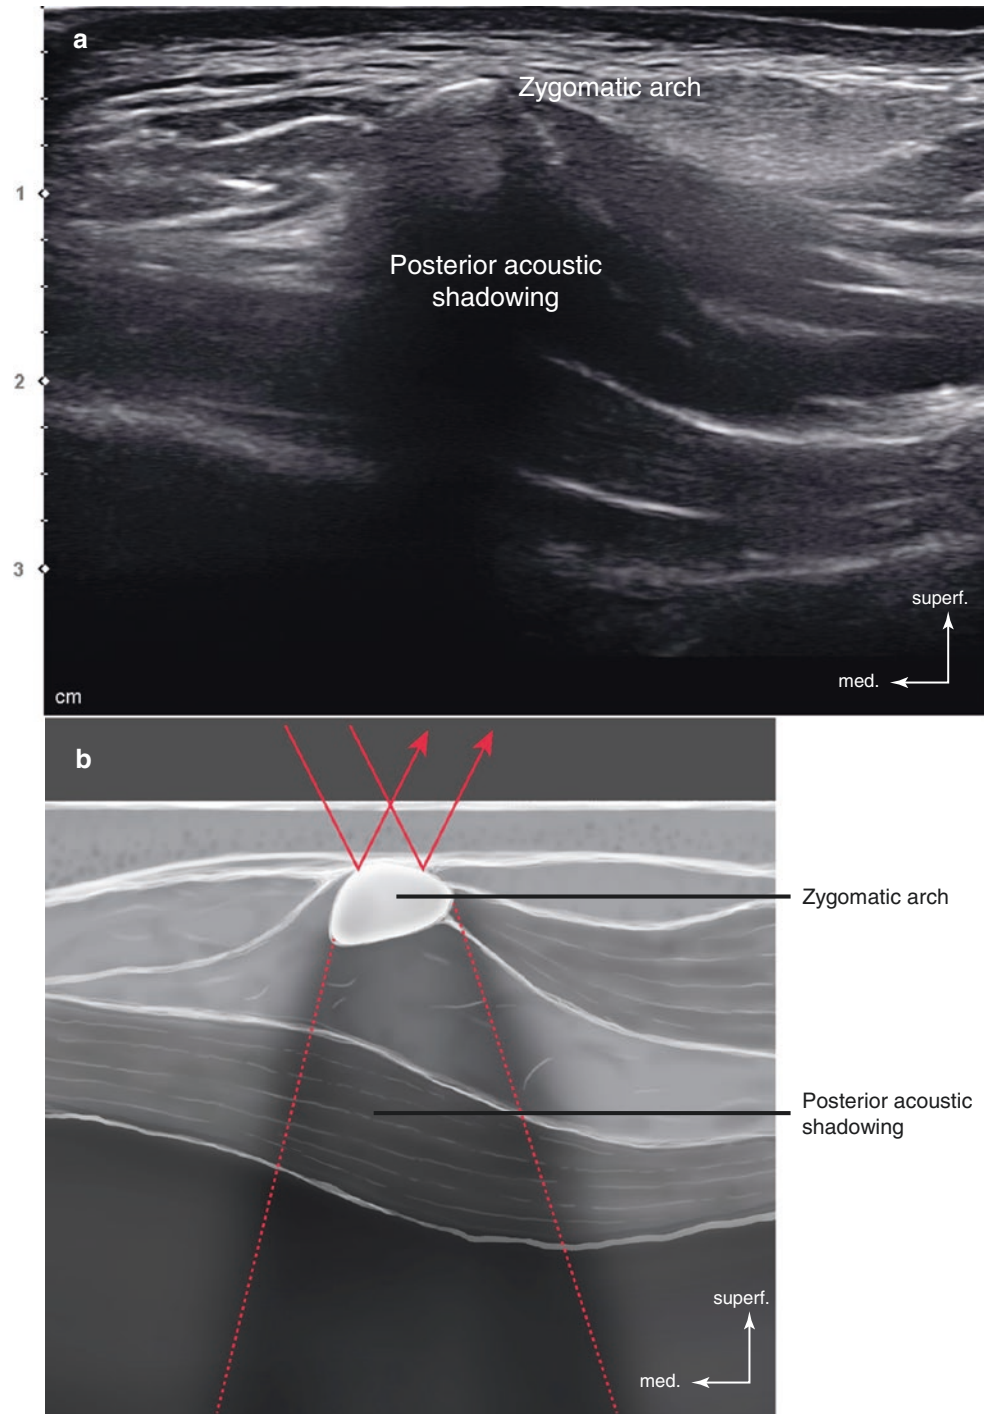 a
Zygomatic arch
1
Posterior acoustic
shadowing
2
3
superf.
med.
cm
b
Zygomatic arch
Posterior acoustic
shadowing
superf.
med.